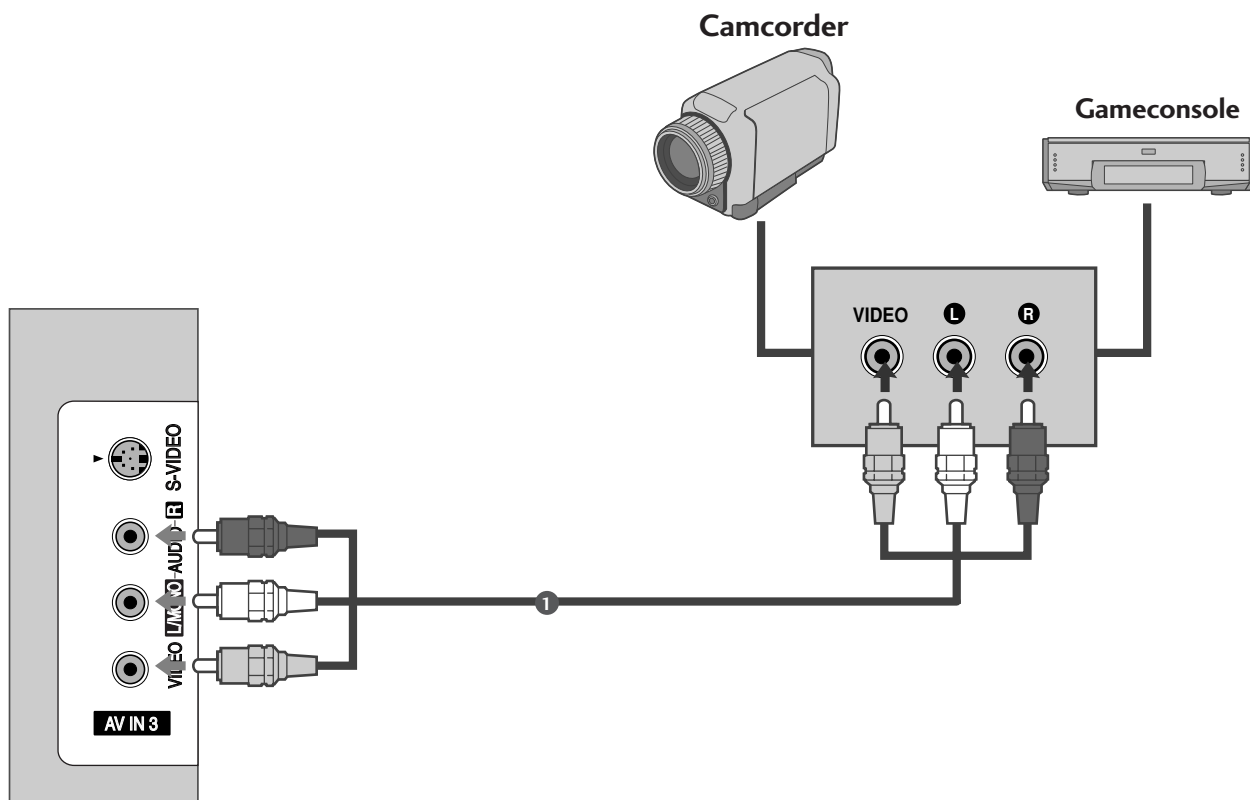 Camcorder
Gameconsole
VIDEO L R
S-VIDEO
AUDIO R
L/MONO
VIDEO
AV IN 3
1